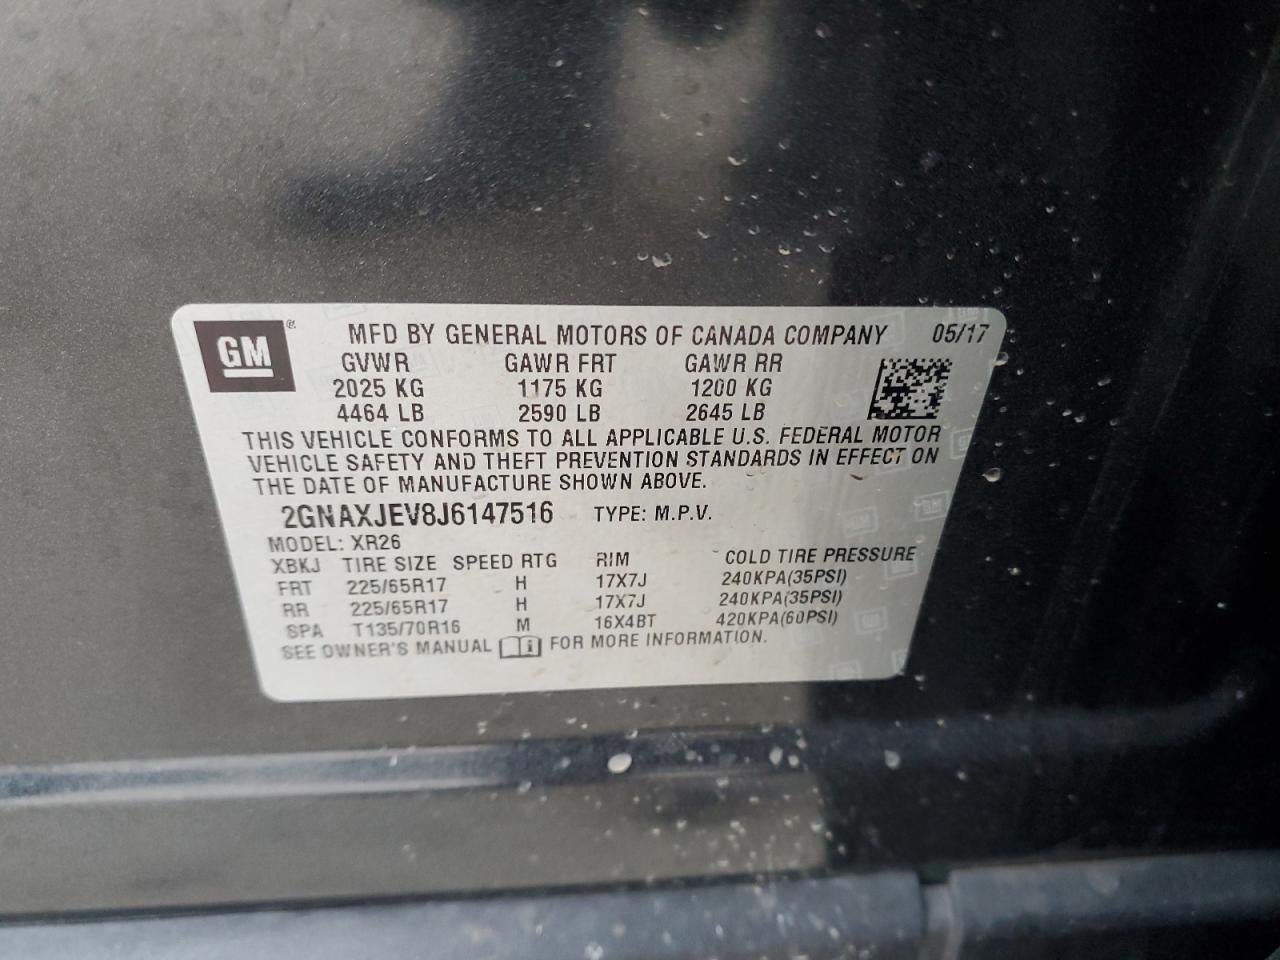 GM ® MFD BY GENERAL MOTORS OF CANADA COMPANY 05/17
GVWR GAWR FRT GAWR RR
2025 KG 1175 KG 1200 KG
4464 LB 2590 LB 2645 LB
THIS VEHICLE CONFORMS TO ALL APPLICABLE U.S. FEDERAL MOTOR
VEHICLE SAFETY AND THEFT PREVENTION STANDARDS IN EFFECT ON
THE DATE OF MANUFACTURE SHOWN ABOVE.
2GNAXJEV8J6147516 TYPE: M.P.V.
MODEL: XR26
XBKJ TIRE SIZE SPEED RTG RIM COLD TIRE PRESSURE
FRT 225/65R17 H 17X7J 240KPA(35PSI)
RR 225/65R17 H 17X7J 240KPA(35PSI)
SPA T135/70R16 M 16X4BT 420KPA(60PSI)
SEE OWNER'S MANUAL i FOR MORE INFORMATION.